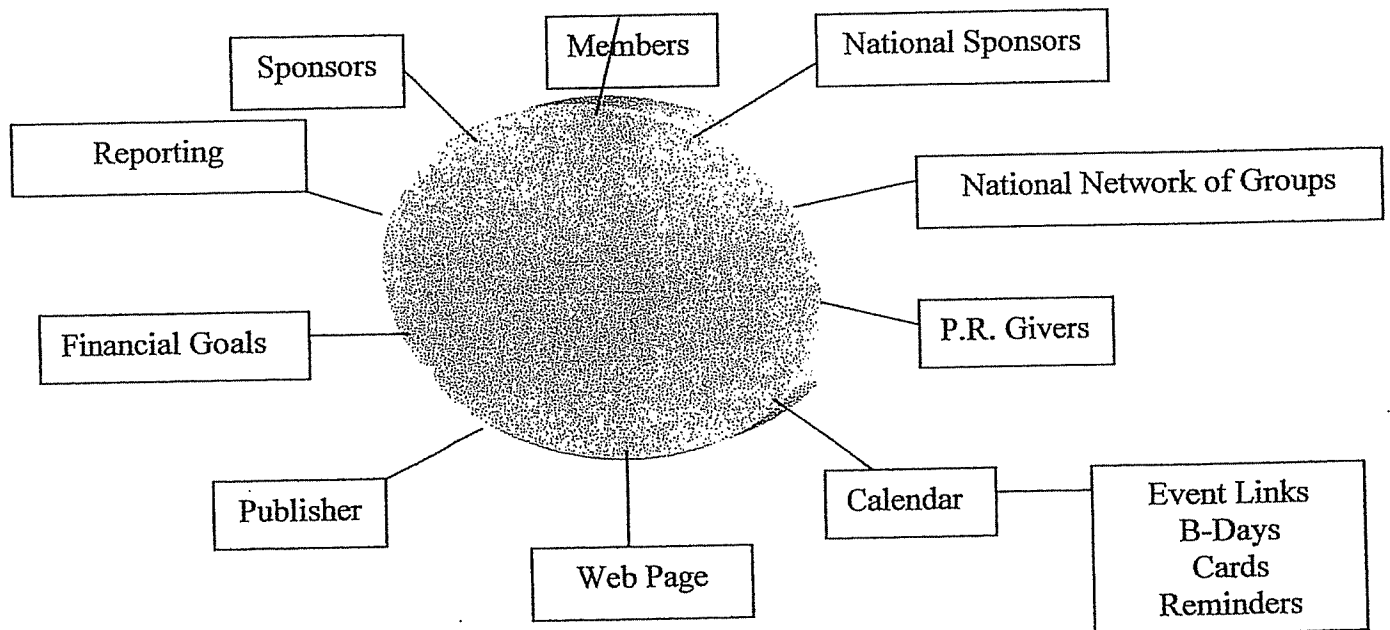 Members
National Sponsors
Sponsors
Reporting
National Network of Groups
Financial Goals
P.R. Givers
Publisher
Calendar
Event Links
B-Days
Cards
Reminders
Web Page